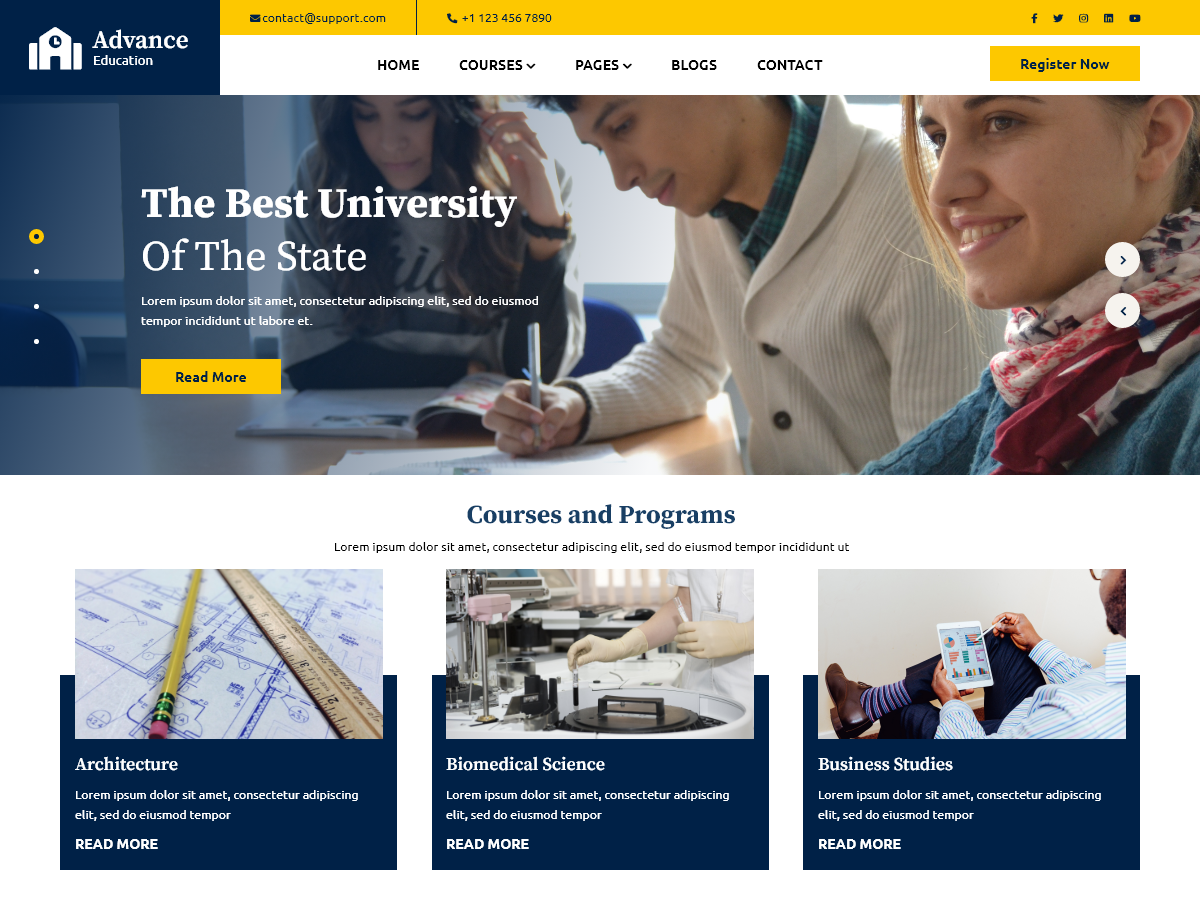 Advance
Education
contact@support.com
+1 123 456 7890
HOME
COURSES
PAGES
BLOGS
CONTACT
Register Now
The Best University
Of The State
Lorem ipsum dolor sit amet, consectetur adipiscing elit, sed do eiusmod
tempor incididunt ut labore et.
Read More
Courses and Programs
Lorem ipsum dolor sit amet, consectetur adipiscing elit, sed do eiusmod tempor incididunt ut
Architecture
Lorem ipsum dolor sit amet, consectetur adipiscing
elit, sed do eiusmod tempor
READ MORE
Biomedical Science
Lorem ipsum dolor sit amet, consectetur adipiscing
elit, sed do eiusmod tempor
READ MORE
Business Studies
Lorem ipsum dolor sit amet, consectetur adipiscing
elit, sed do eiusmod tempor
READ MORE